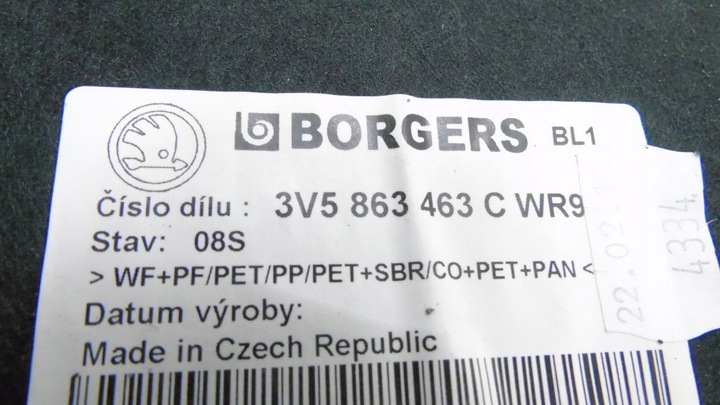 BORGERS BL1
Číslo dílu : 3V5 863 463 C WR9
Stav: 08S
> WF+PF/PET/PP/PET+SBR/CO+PET+PAN <
Datum výroby:
Made in Czech Republic
22.02.1
4334